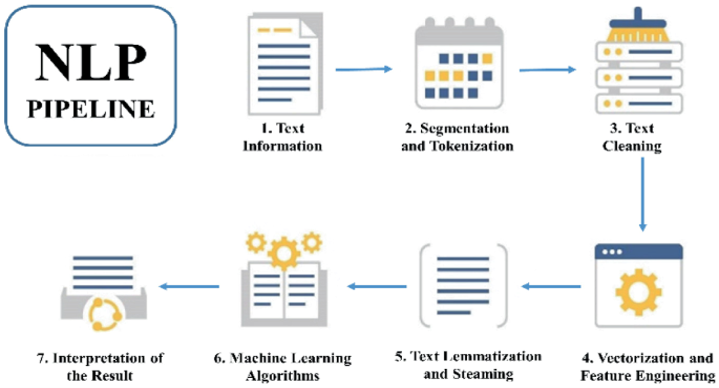 NLP
PIPELINE
1. Text
Information
2. Segmentation
and Tokenization
3. Text
Cleaning
4. Vectorization and
Feature Engineering
5. Text Lemmatization
and Steaming
6. Machine Learning
Algorithms
7. Interpretation of
the Result